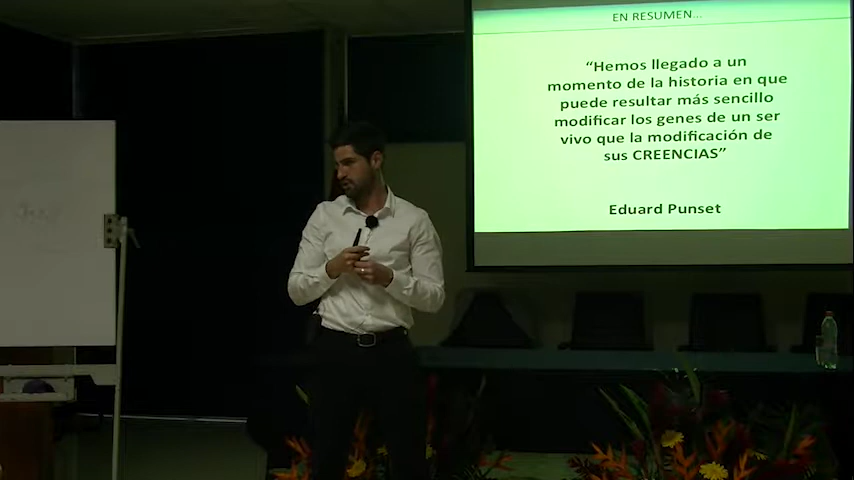 EN RESUMEN...
“Hemos llegado a un
momento de la historia en que
puede resultar más sencillo
modificar los genes de un ser
vivo que la modificación de
sus CREENCIAS”
Eduard Punset